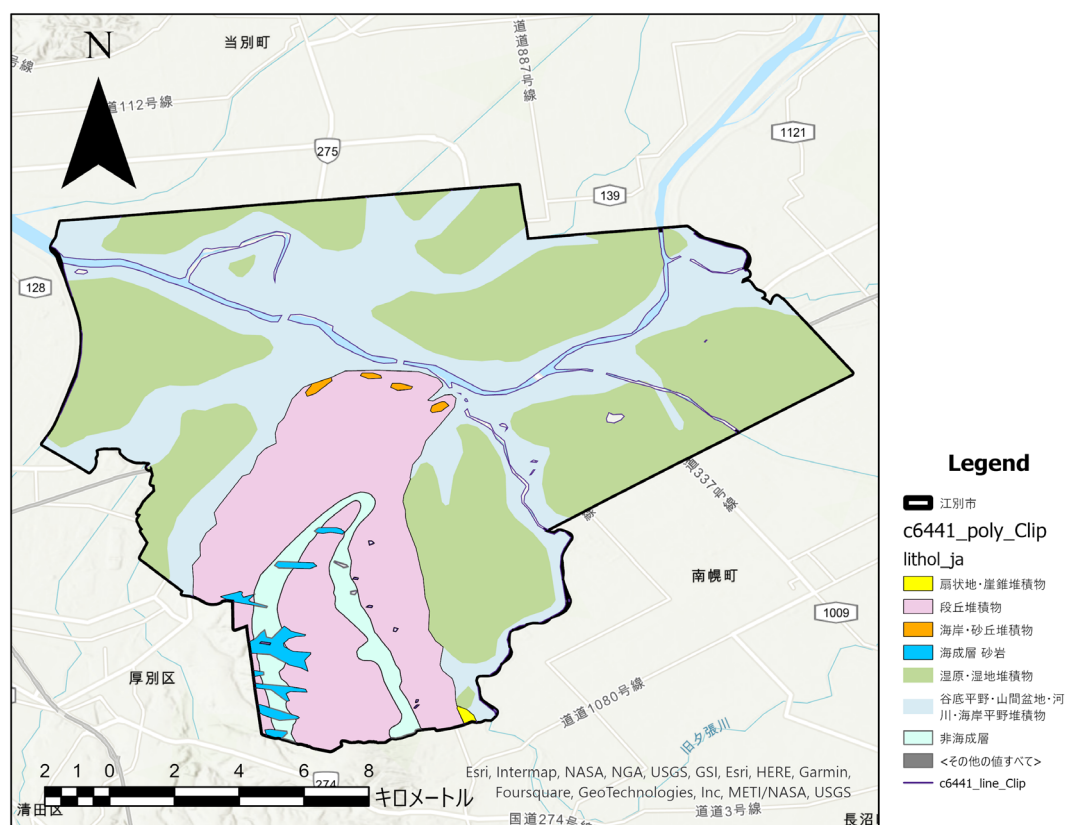 N
当別町
号線
道道887号線
道112号線
275
1121
139
128
道337号線
線
南幌町
1009
厚別区
道道1080号線
旧夕張川
274
2 1 0 2 4 6 8
キロメートル
Esri, Intermap, NASA, NGA, USGS, GSI, Esri, HERE, Garmin,
Foursquare, GeoTechnologies, Inc, METI/NASA, USGS
清田区
国道274号線
道道3号線
長沼
Legend
江別市
c6441_poly_Clip
lithol_ja
扇状地・崖錐堆積物
段丘堆積物
海岸・砂丘堆積物
海成層 砂岩
湿原・湿地堆積物
谷底平野・山間盆地・河
川・海岸平野堆積物
非海成層
<その他の値すべて>
c6441_line_Clip